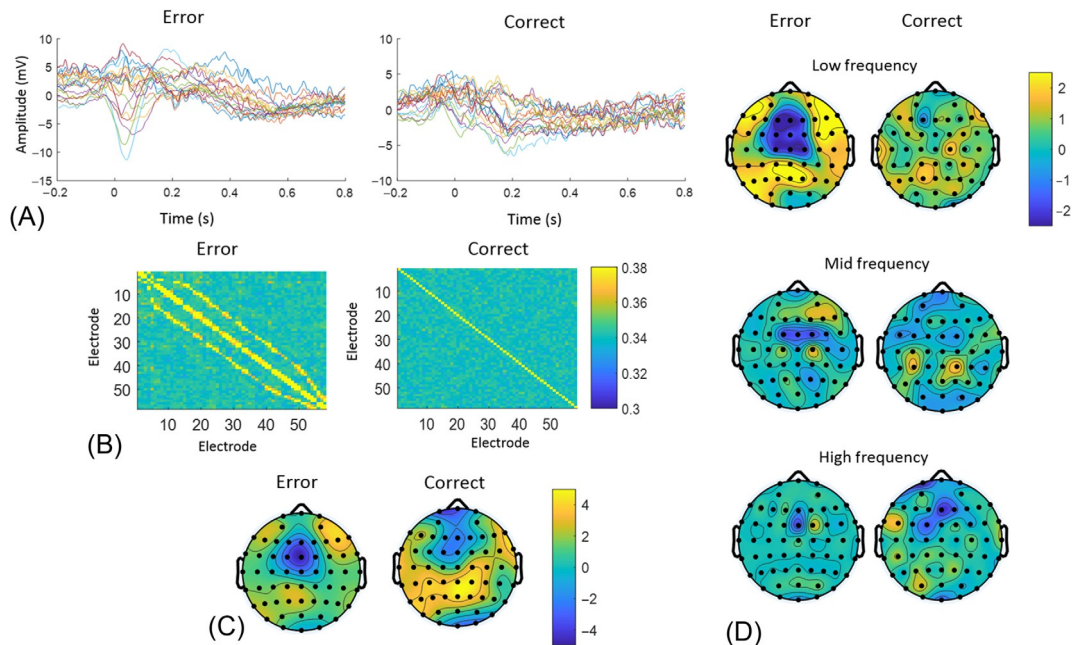 Error
Correct
Amplitude (mV)
10
5
0
−5
−10
−15
−0.2
0
0.2
0.4
0.6
0.8
Time (s)
10
5
0
−5
−10
−0.2
0
0.2
0.4
0.6
0.8
Time (s)
(A)
Error
Correct
Electrode
10
20
30
40
50
10
20
30
40
50
Electrode
Electrode
10
20
30
40
50
10
20
30
40
50
Electrode
0.38
0.36
0.34
0.32
0.3
(B)
Error
Correct
4
2
0
−2
−4
(C)
Error
Correct
Low frequency
2
1
0
−1
−2
Mid frequency
High frequency
(D)